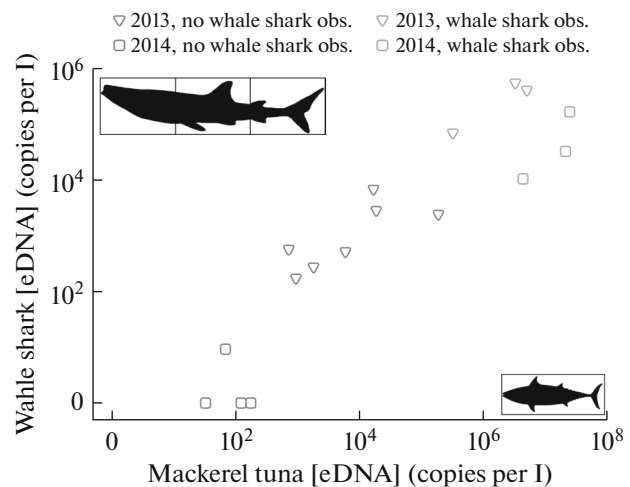 2013, no whale shark obs. 2013, whale shark obs.
2014, no whale shark obs. 2014, whale shark obs.
Wahle shark [eDNA] (copies per I)
10⁶
10⁴
10²
0
0 10² 10⁴ 10⁶ 10⁸
Mackerel tuna [eDNA] (copies per I)